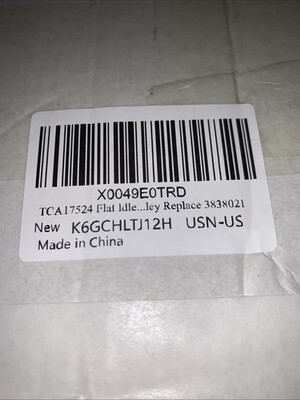 X0049E0TRD
TCA17524 Flat Idle...ley Replace 3838021
New K6GCHLTJ12H USN-US
Made in China